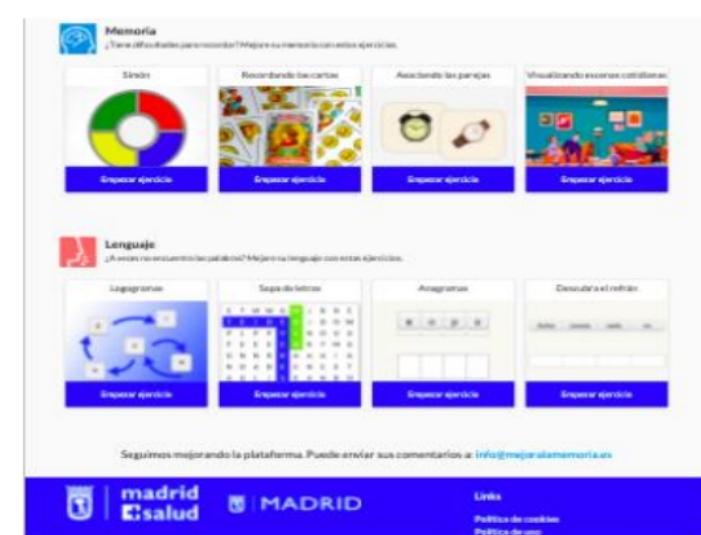 Memoria
¿Tiene dificultades para recordar? Mejore su memoria con estos ejercicios.
Simón
Recordando las cartas
Asociando las parejas
Visualizando escenas cotidianas
Empezar ejercicio
Empezar ejercicio
Empezar ejercicio
Empezar ejercicio
Lenguaje
¿A veces no encuentra las palabras? Mejore su lenguaje con estos ejercicios.
Logogramas
Sopa de letras
Anagramas
Descubra el refrán
Empezar ejercicio
Empezar ejercicio
Empezar ejercicio
Empezar ejercicio
Seguimos mejorando la plataforma. Puede enviar sus comentarios a: info@mejoralamemoria.es
madrid
salud
MADRID
Links
Política de cookies
Política de uso